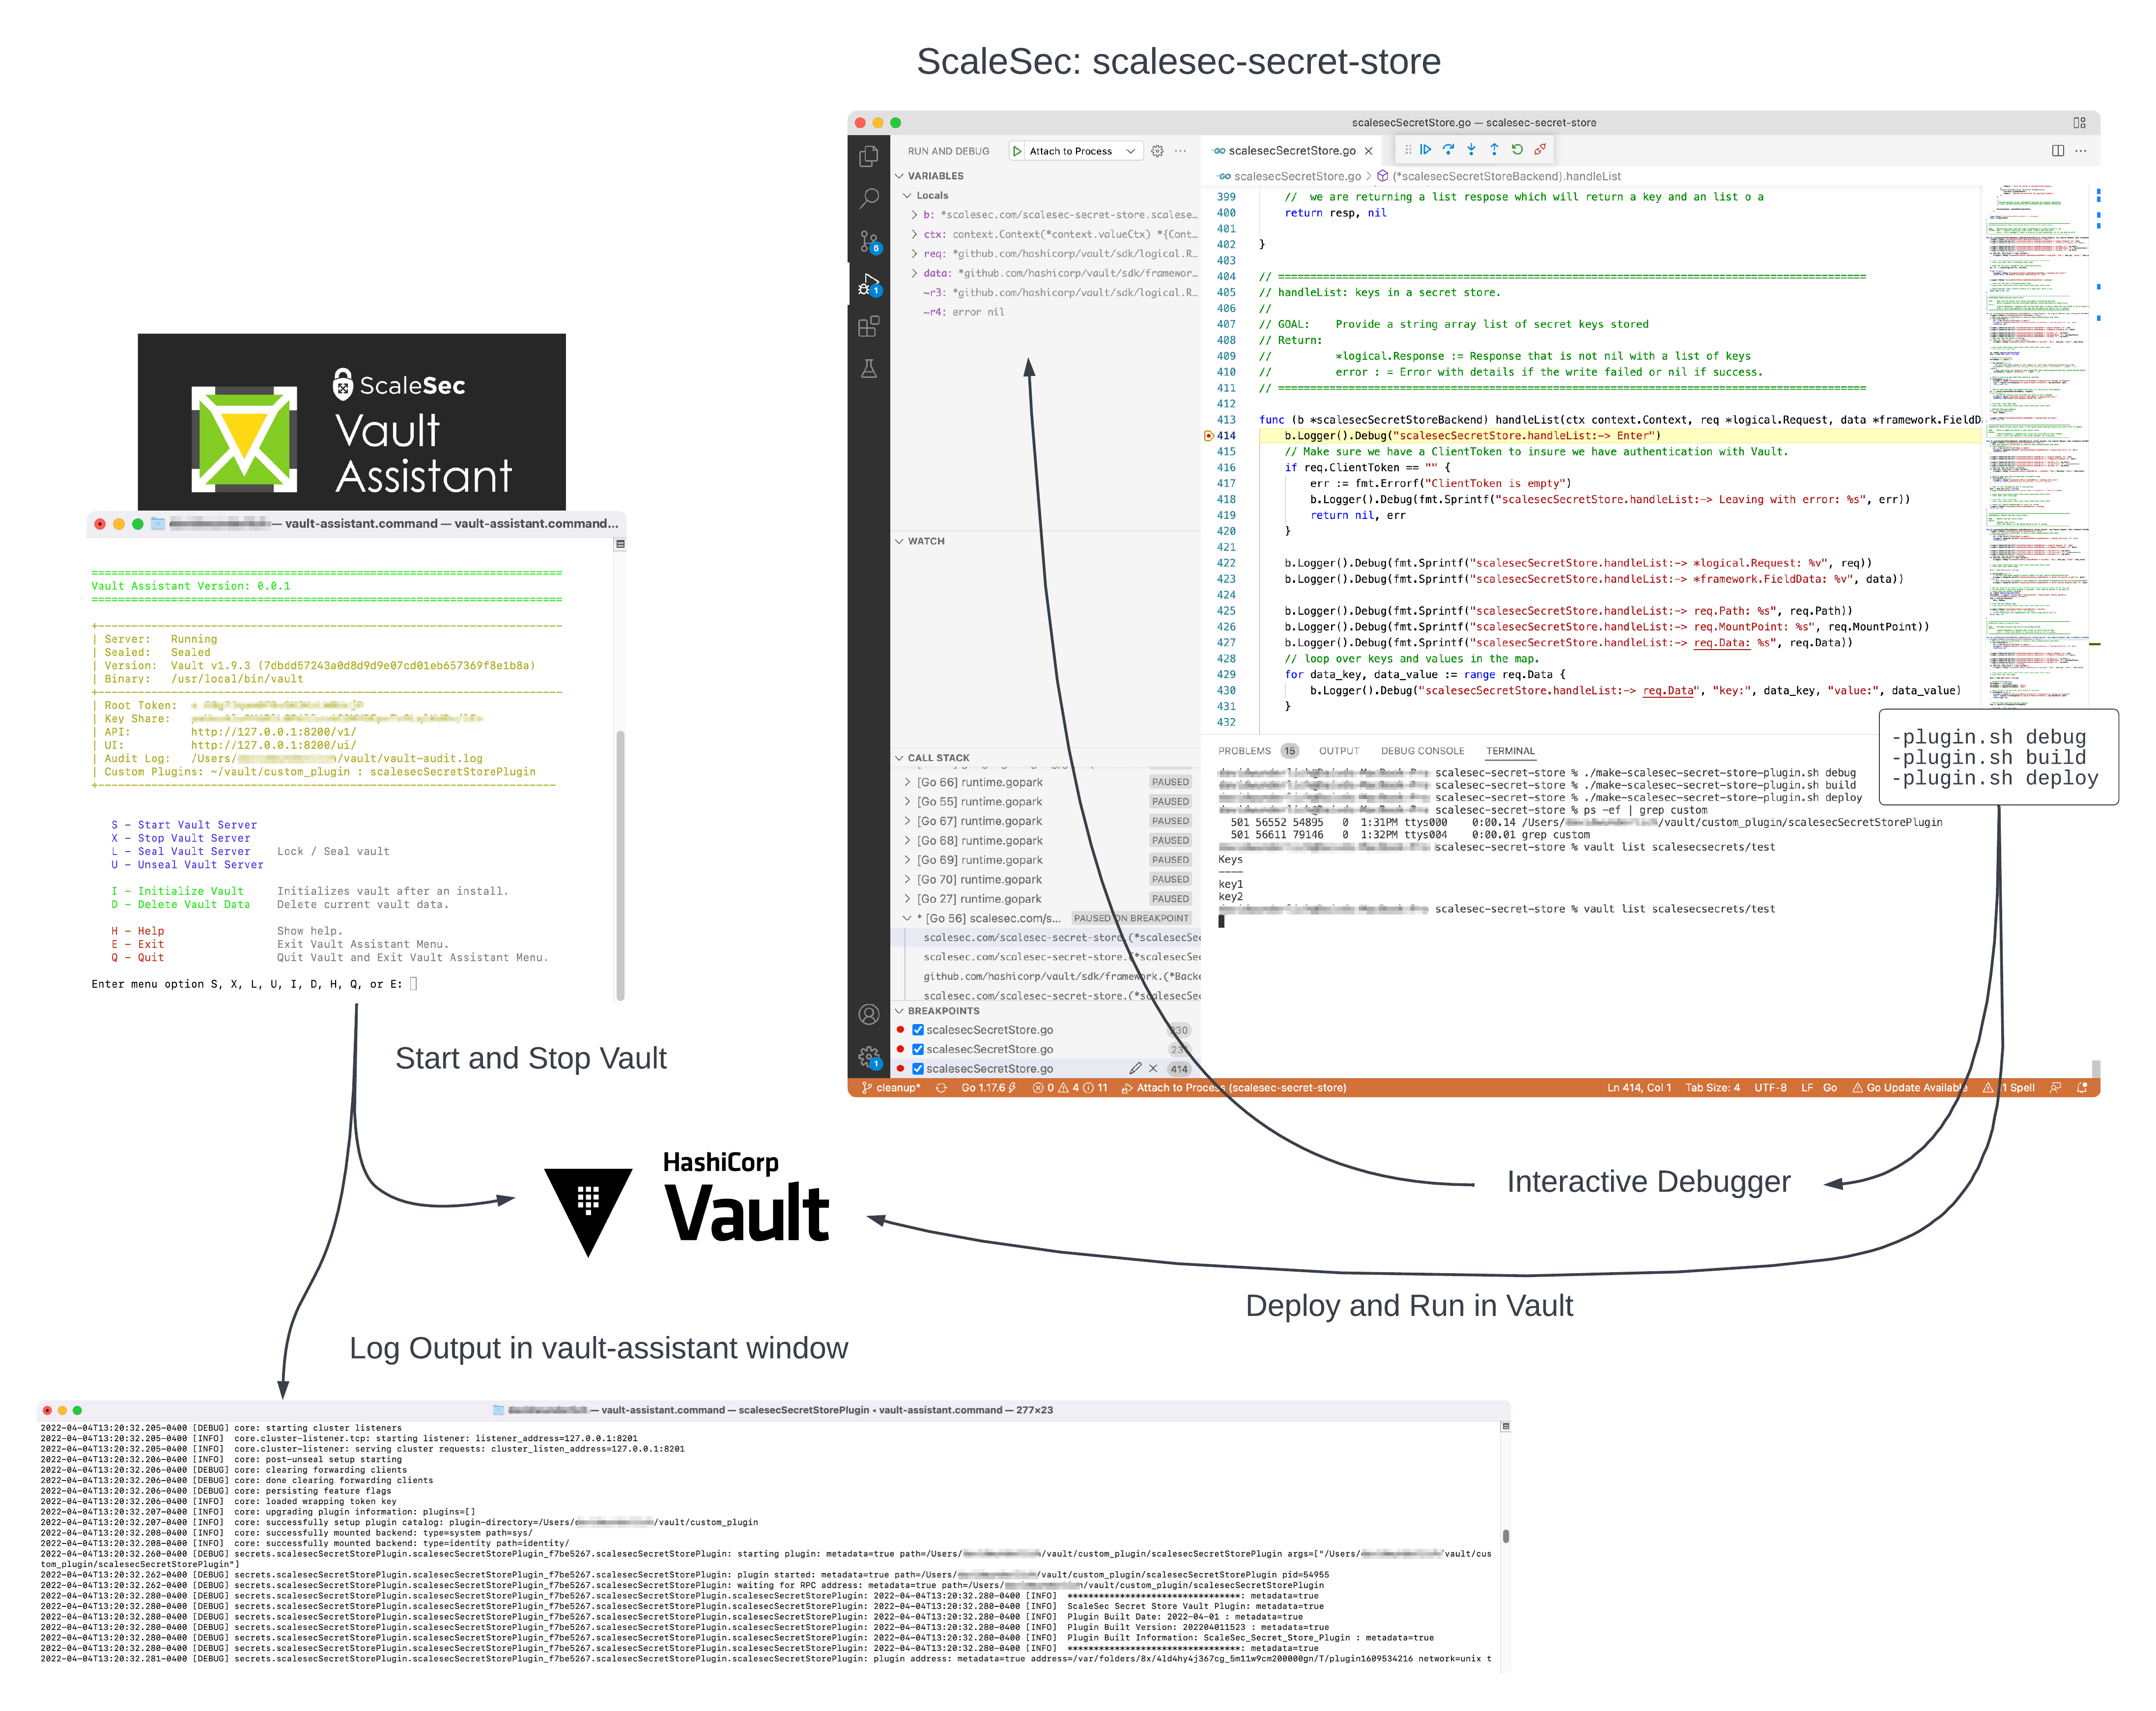 ScaleSec: scalesec-secret-store
scalesecSecretStore.go — scalesec-secret-store
RUN AND DEBUG
Attach to Process
VARIABLES
Locals
b: *scalesec.com/scalesec-secret-store.scalese...
ctx: context.Context(*context.valueCtx) *{Cont...
req: *github.com/hashicorp/vault/sdk/logical.R...
data: *github.com/hashicorp/vault/sdk/framewor...
~r3: *github.com/hashicorp/vault/sdk/logical.R...
~r4: error nil
WATCH
CALL STACK
[Go 66] runtime.gopark PAUSED
[Go 55] runtime.gopark PAUSED
[Go 67] runtime.gopark PAUSED
[Go 68] runtime.gopark PAUSED
[Go 69] runtime.gopark PAUSED
[Go 70] runtime.gopark PAUSED
[Go 27] runtime.gopark PAUSED
* [Go 56] scalesec.com/s... PAUSED ON BREAKPOINT
scalesec.com/scalesec-secret-store.(*scalesecSec
scalesec.com/scalesec-secret-store.(*scalesecSec
github.com/hashicorp/vault/sdk/framework.(*Backe
scalesec.com/scalesec-secret-store.(*scalesecSec
BREAKPOINTS
scalesecSecretStore.go
scalesecSecretStore.go
scalesecSecretStore.go 414
scalesecSecretStore.go
scalesecSecretStore.go > (*scalesecSecretStoreBackend).handleList
399 // we are returning a list respose which will return a key and an list o a
400 return resp, nil
401
402 }
403
404 // ==============================================================
405 // handleList: keys in a secret store.
406 //
407 // GOAL: Provide a string array list of secret keys stored
408 // Return:
409 // *logical.Response := Response that is not nil with a list of keys
410 // error : = Error with details if the write failed or nil if success.
411 // ==============================================================
412
413 func (b *scalesecSecretStoreBackend) handleList(ctx context.Context, req *logical.Request, data *framework.FieldD
414 b.Logger().Debug("scalesecSecretStore.handleList:-> Enter")
415 // Make sure we have a ClientToken to insure we have authentication with Vault.
416 if req.ClientToken == "" {
417 err := fmt.Errorf("ClientToken is empty")
418 b.Logger().Debug(fmt.Sprintf("scalesecSecretStore.handleList:-> Leaving with error: %s", err))
419 return nil, err
420 }
421
422 b.Logger().Debug(fmt.Sprintf("scalesecSecretStore.handleList:-> *logical.Request: %v", req))
423 b.Logger().Debug(fmt.Sprintf("scalesecSecretStore.handleList:-> *framework.FieldData: %v", data))
424
425 b.Logger().Debug(fmt.Sprintf("scalesecSecretStore.handleList:-> req.Path: %s", req.Path))
426 b.Logger().Debug(fmt.Sprintf("scalesecSecretStore.handleList:-> req.MountPoint: %s", req.MountPoint))
427 b.Logger().Debug(fmt.Sprintf("scalesecSecretStore.handleList:-> req.Data: %s", req.Data))
428 // loop over keys and values in the map.
429 for data_key, data_value := range req.Data {
430 b.Logger().Debug("scalesecSecretStore.handleList:-> req.Data", "key:", data_key, "value:", data_value)
431 }
432
PROBLEMS 15 OUTPUT DEBUG CONSOLE TERMINAL
scalesec-secret-store % ./make-scalesec-secret-store-plugin.sh debug
scalesec-secret-store % ./make-scalesec-secret-store-plugin.sh build
scalesec-secret-store % ./make-scalesec-secret-store-plugin.sh deploy
scalesec-secret-store % ps -ef | grep custom
501 56552 54895 0 1:31PM ttys000 0:00.14 /Users/ /vault/custom_plugin/scalesecSecretStorePlugin
501 56611 79146 0 1:32PM ttys004 0:00.01 grep custom
scalesec-secret-store % vault list scalesecsecrets/test
Keys
----
key1
key2
scalesec-secret-store % vault list scalesecsecrets/test
-plugin.sh debug
-plugin.sh build
-plugin.sh deploy
cleanup* Go 1.17.6 0 4 11 Attach to Process (scalesec-secret-store) Ln 414, Col 1 Tab Size: 4 UTF-8 LF Go Go Update Available 1 Spell
ScaleSec
Vault
Assistant
— vault-assistant.command — vault-assistant.command...
==============================================================
Vault Assistant Version: 0.0.1
==============================================================
+--------------------------------------------------------------
| Server: Running
| Sealed: Sealed
| Version: Vault v1.9.3 (7dbdd57243a0d8d9d9e07cd01eb657369f8e1b8a)
| Binary: /usr/local/bin/vault
+--------------------------------------------------------------
| Root Token:
| Key Share:
| API: http://127.0.0.1:8200/v1/
| UI: http://127.0.0.1:8200/ui/
| Audit Log: /Users/ /vault/vault-audit.log
| Custom Plugins: ~/vault/custom_plugin : scalesecSecretStorePlugin
+--------------------------------------------------------------
S - Start Vault Server
X - Stop Vault Server
L - Seal Vault Server Lock / Seal vault
U - Unseal Vault Server
I - Initialize Vault Initializes vault after an install.
D - Delete Vault Data Delete current vault data.
H - Help Show help.
E - Exit Exit Vault Assistant Menu.
Q - Quit Quit Vault and Exit Vault Assistant Menu.
Enter menu option S, X, L, U, I, D, H, Q, or E:
Start and Stop Vault
HashiCorp
Vault
Interactive Debugger
Deploy and Run in Vault
Log Output in vault-assistant window
— vault-assistant.command — scalesecSecretStorePlugin ◂ vault-assistant.command — 277×23
2022-04-04T13:20:32.205-0400 [DEBUG] core: starting cluster listeners
2022-04-04T13:20:32.205-0400 [INFO] core.cluster-listener.tcp: starting listener: listener_address=127.0.0.1:8201
2022-04-04T13:20:32.205-0400 [INFO] core.cluster-listener: serving cluster requests: cluster_listen_address=127.0.0.1:8201
2022-04-04T13:20:32.206-0400 [INFO] core: post-unseal setup starting
2022-04-04T13:20:32.206-0400 [DEBUG] core: clearing forwarding clients
2022-04-04T13:20:32.206-0400 [DEBUG] core: done clearing forwarding clients
2022-04-04T13:20:32.206-0400 [DEBUG] core: persisting feature flags
2022-04-04T13:20:32.206-0400 [INFO] core: loaded wrapping token key
2022-04-04T13:20:32.207-0400 [INFO] core: upgrading plugin information: plugins=[]
2022-04-04T13:20:32.207-0400 [INFO] core: successfully setup plugin catalog: plugin-directory=/Users/ /vault/custom_plugin
2022-04-04T13:20:32.208-0400 [INFO] core: successfully mounted backend: type=system path=sys/
2022-04-04T13:20:32.208-0400 [INFO] core: successfully mounted backend: type=identity path=identity/
2022-04-04T13:20:32.260-0400 [DEBUG] secrets.scalesecSecretStorePlugin.scalesecSecretStorePlugin_f7be5267.scalesecSecretStorePlugin: starting plugin: metadata=true path=/Users/ /vault/custom_plugin/scalesecSecretStorePlugin args=["/Users/ vault/cus
tom_plugin/scalesecSecretStorePlugin"]
2022-04-04T13:20:32.262-0400 [DEBUG] secrets.scalesecSecretStorePlugin.scalesecSecretStorePlugin_f7be5267.scalesecSecretStorePlugin: plugin started: metadata=true path=/Users/ /vault/custom_plugin/scalesecSecretStorePlugin pid=54955
2022-04-04T13:20:32.262-0400 [DEBUG] secrets.scalesecSecretStorePlugin.scalesecSecretStorePlugin_f7be5267.scalesecSecretStorePlugin: waiting for RPC address: metadata=true path=/Users/ /vault/custom_plugin/scalesecSecretStorePlugin
2022-04-04T13:20:32.280-0400 [DEBUG] secrets.scalesecSecretStorePlugin.scalesecSecretStorePlugin_f7be5267.scalesecSecretStorePlugin: 2022-04-04T13:20:32.280-0400 [INFO] *********************************: metadata=true
2022-04-04T13:20:32.280-0400 [DEBUG] secrets.scalesecSecretStorePlugin.scalesecSecretStorePlugin_f7be5267.scalesecSecretStorePlugin: 2022-04-04T13:20:32.280-0400 [INFO] ScaleSec Secret Store Vault Plugin: metadata=true
2022-04-04T13:20:32.280-0400 [DEBUG] secrets.scalesecSecretStorePlugin.scalesecSecretStorePlugin_f7be5267.scalesecSecretStorePlugin: 2022-04-04T13:20:32.280-0400 [INFO] Plugin Built Date: 2022-04-01 : metadata=true
2022-04-04T13:20:32.280-0400 [DEBUG] secrets.scalesecSecretStorePlugin.scalesecSecretStorePlugin_f7be5267.scalesecSecretStorePlugin: 2022-04-04T13:20:32.280-0400 [INFO] Plugin Built Version: 202204011523 : metadata=true
2022-04-04T13:20:32.280-0400 [DEBUG] secrets.scalesecSecretStorePlugin.scalesecSecretStorePlugin_f7be5267.scalesecSecretStorePlugin: 2022-04-04T13:20:32.280-0400 [INFO] Plugin Built Information: ScaleSec_Secret_Store_Plugin : metadata=true
2022-04-04T13:20:32.280-0400 [DEBUG] secrets.scalesecSecretStorePlugin.scalesecSecretStorePlugin_f7be5267.scalesecSecretStorePlugin: 2022-04-04T13:20:32.280-0400 [INFO] *********************************: metadata=true
2022-04-04T13:20:32.281-0400 [DEBUG] secrets.scalesecSecretStorePlugin.scalesecSecretStorePlugin_f7be5267.scalesecSecretStorePlugin: plugin address: metadata=true address=/var/folders/8x/4ld4hy4j367cg_5m11w9cm200000gn/T/plugin1609534216 network=unix t